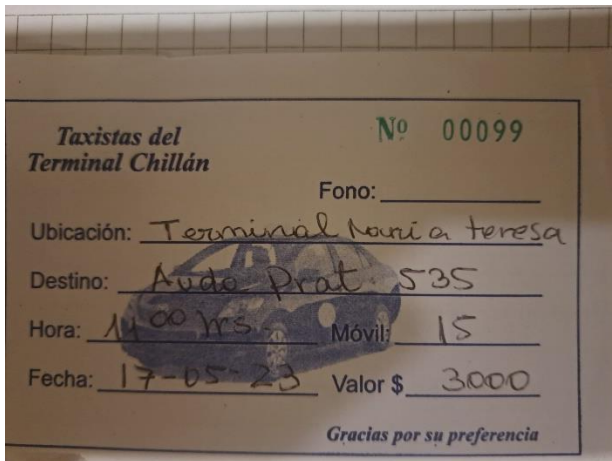 Taxistas del
Terminal Chillán
Nº 00099
Fono:
Ubicación: Terminal María teresa
Destino: Avda Prat 535
Hora: 14 00 hrs. Móvil: 15
Fecha: 17-05-23 Valor $ 3000
Gracias por su preferencia